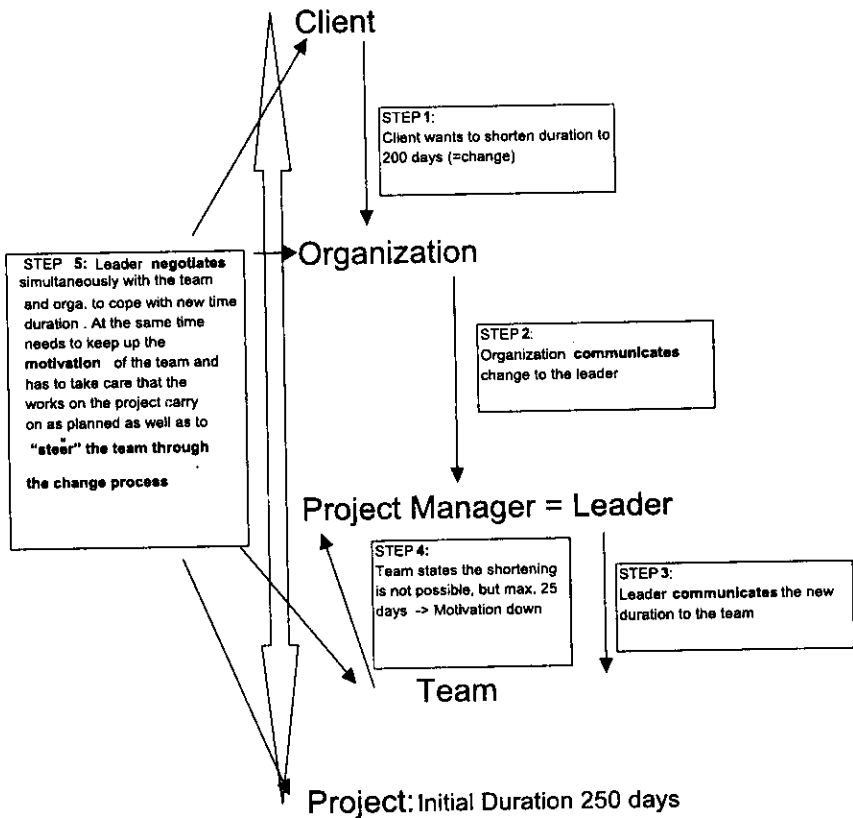 Client
STEP 1:
Client wants to shorten duration to
200 days (=change)
Organization
STEP 5: Leader negotiates
simultaneously with the team
and orga. to cope with new time
duration . At the same time
needs to keep up the
motivation of the team and
has to take care that the
works on the project carry
on as planned as well as to
"steer" the team through
the change process
STEP 2:
Organization communicates
change to the leader
Project Manager = Leader
STEP 4:
Team states the shortening
is not possible, but max. 25
days -> Motivation down
STEP 3:
Leader communicates the new
duration to the team
Team
Project: Initial Duration 250 days